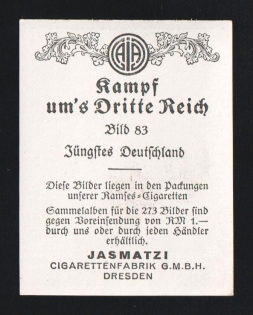 AJA
Kampf
um's Dritte Reich
Bild 83
Jüngstes Deutschland
Diese Bilder liegen in den Packungen
unserer Ramses-Cigaretten
Sammelalben für die 273 Bilder sind
gegen Voreinsendung von RM 1.—
durch uns oder durch jeden Händler
erhältlich.
JASMATZI
CIGARETTENFABRIK G.M.B.H.
DRESDEN